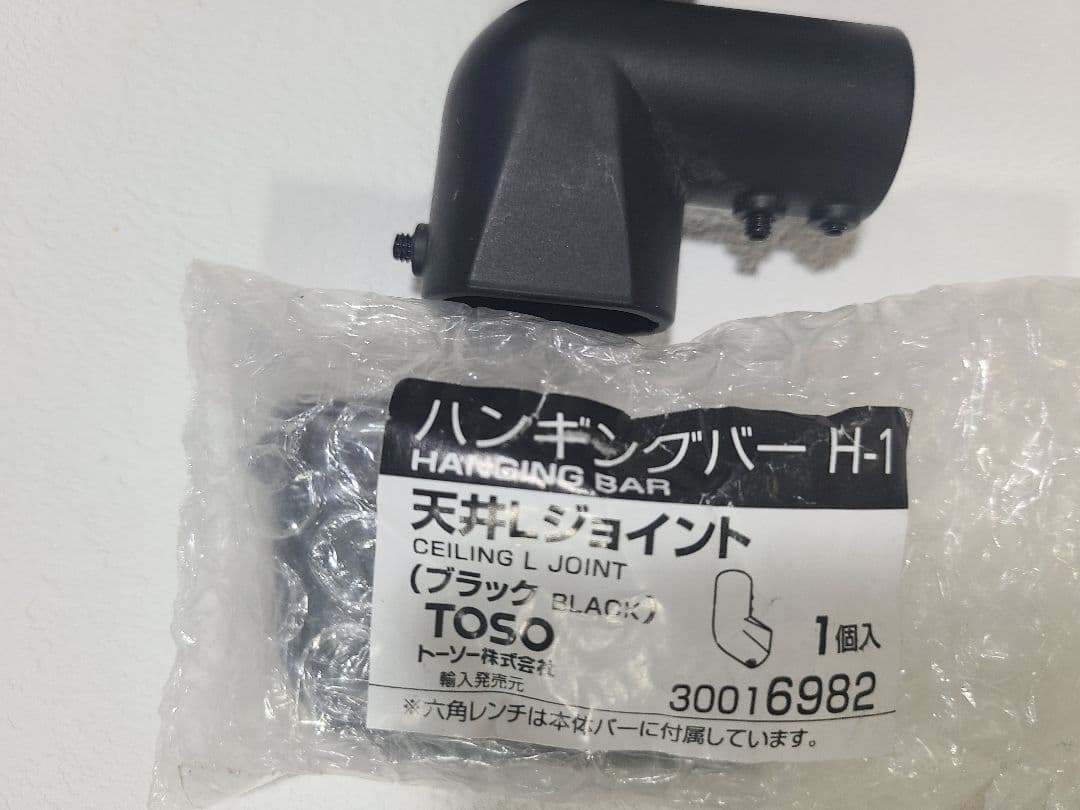 ハンギングバー H-1
HANGING BAR
天井Lジョイント
CEILING L JOINT
(ブラック BLACK)
TOSO
トーソー株式会社
輸入発売元
1個入
30016982
※六角レンチは本体バーに付属しています。